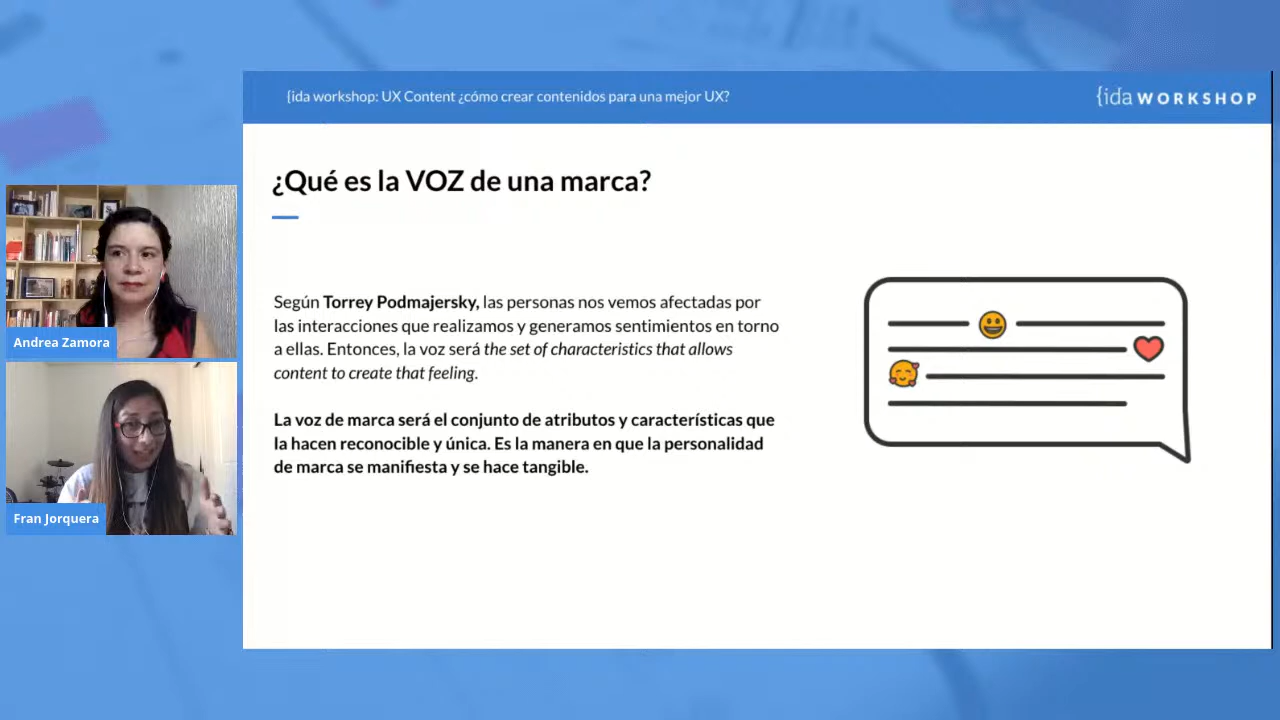 {ida workshop: UX Content ¿cómo crear contenidos para una mejor UX?
{ida WORKSHOP
¿Qué es la VOZ de una marca?
Según Torrey Podmajersky, las personas nos vemos afectadas por
las interacciones que realizamos y generamos sentimientos en torno
a ellas. Entonces, la voz será the set of characteristics that allows
content to create that feeling.
La voz de marca será el conjunto de atributos y características que
la hacen reconocible y única. Es la manera en que la personalidad
de marca se manifiesta y se hace tangible.
Andrea Zamora
Fran Jorquera